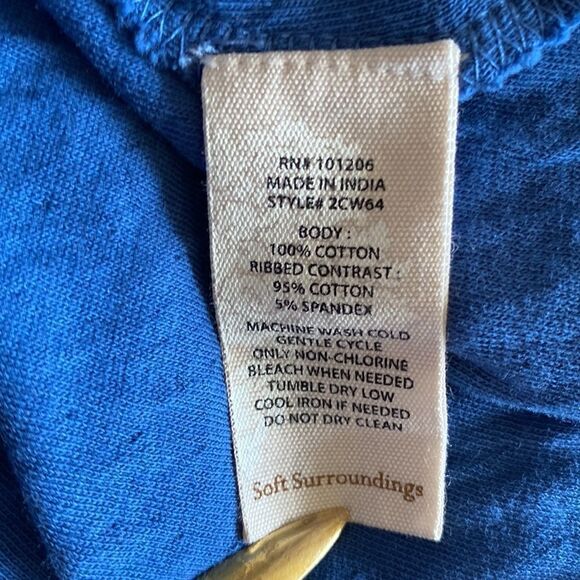 RN# 101206
MADE IN INDIA
STYLE# 2CW64
BODY :
100% COTTON
RIBBED CONTRAST :
95% COTTON
5% SPANDEX
MACHINE WASH COLD
GENTLE CYCLE
ONLY NON-CHLORINE
BLEACH WHEN NEEDED
TUMBLE DRY LOW
COOL IRON IF NEEDED
DO NOT DRY CLEAN
Soft Surroundings